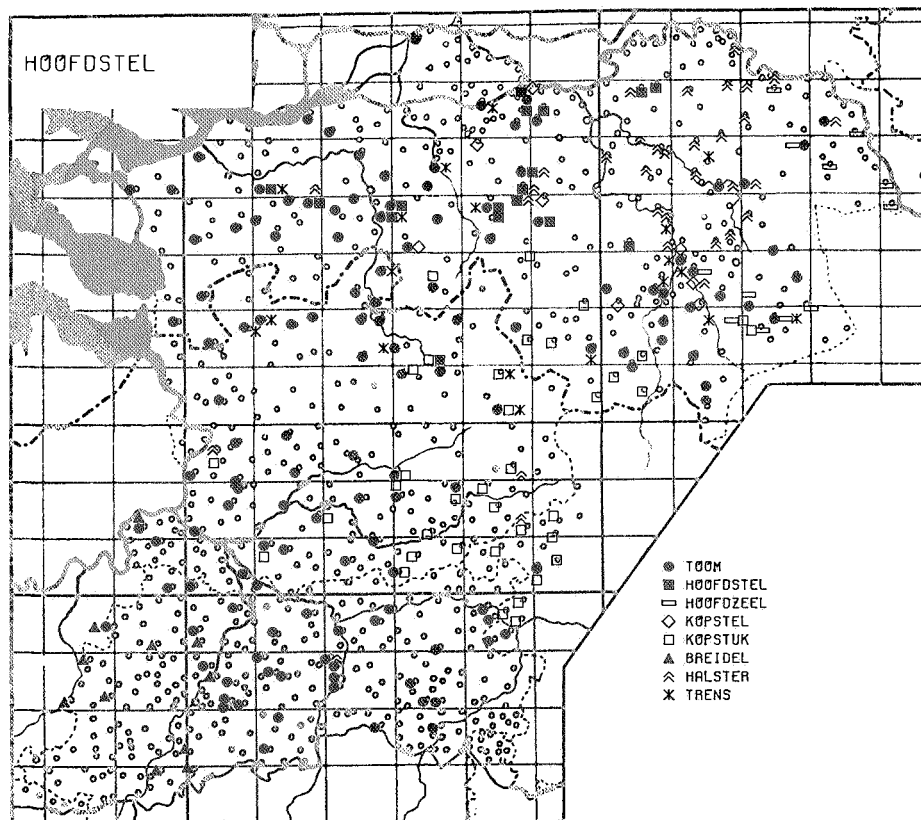 HOOFDSTEL
TOOM
HOOFDSTEL
HOOFDZEEL
KOPSTEL
KOPSTUK
BREIDEL
HALSTER
TRENS